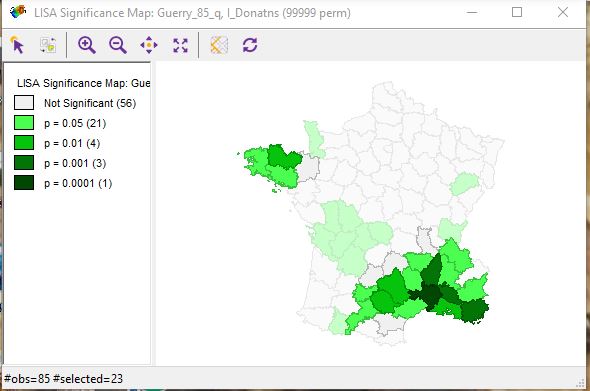 LISA Significance Map: Guerry_85_q, I_Donatns (99999 perm)
LISA Significance Map: Gue
Not Significant (56)
p = 0.05 (21)
p = 0.01 (4)
p = 0.001 (3)
p = 0.0001 (1)
#obs=85 #selected=23